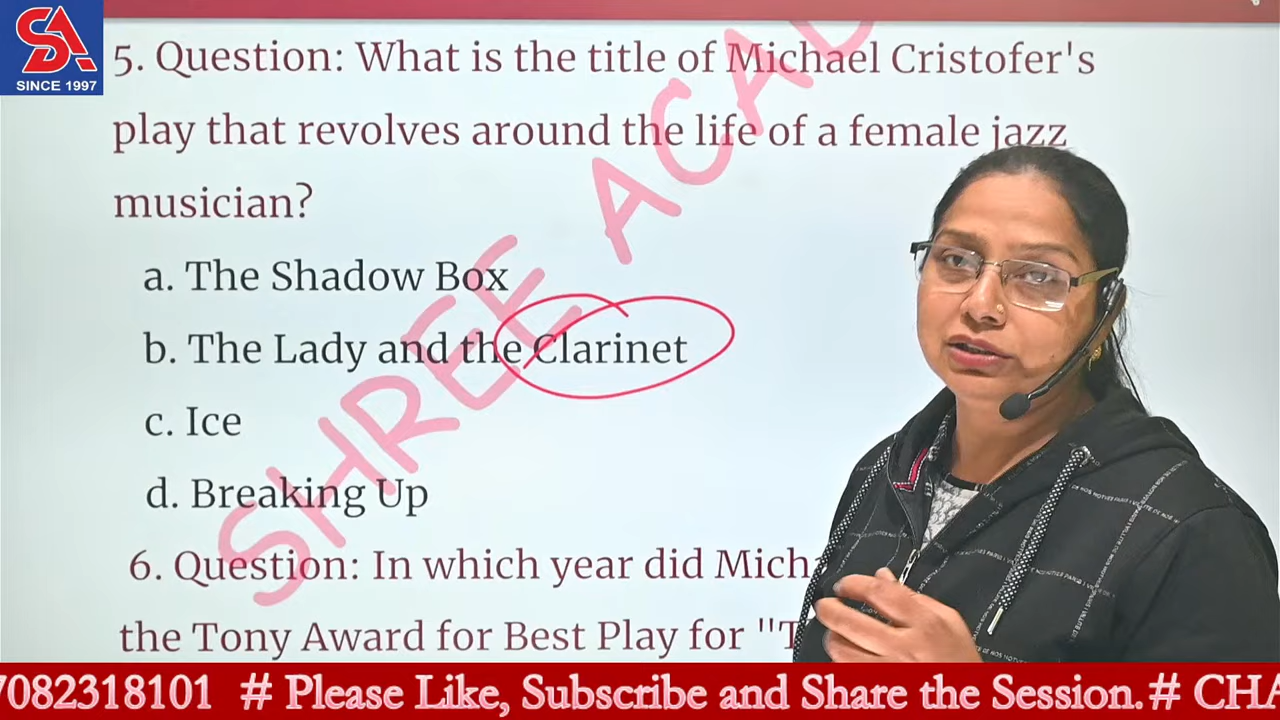 SA
SINCE 1997
5. Question: What is the title of Michael Cristofer's
play that revolves around the life of a female jazz
musician?
a. The Shadow Box
b. The Lady and the Clarinet
c. Ice
d. Breaking Up
6. Question: In which year did Mich
the Tony Award for Best Play for "T
SHREE ACAD
7082318101 # Please Like, Subscribe and Share the Session.# CHA